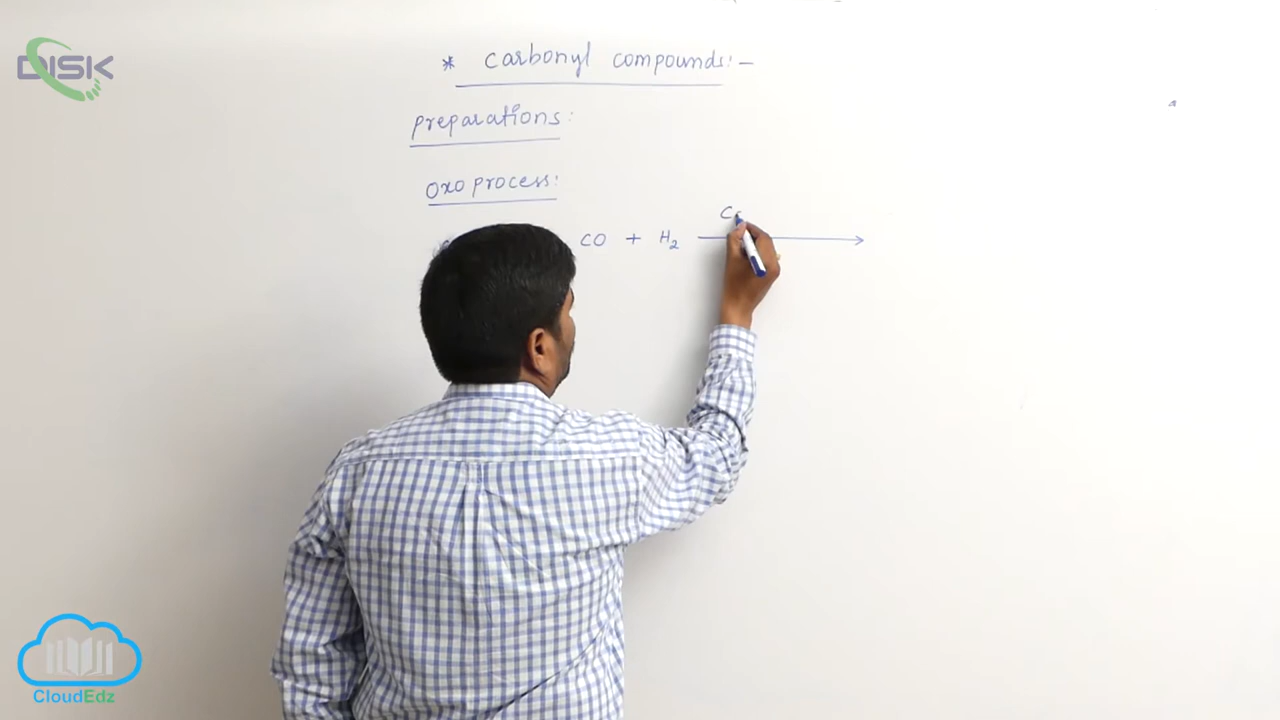 DISK
* Carbonyl compounds:-
preparations:
oxo process:
CO + H₂
CloudEdz